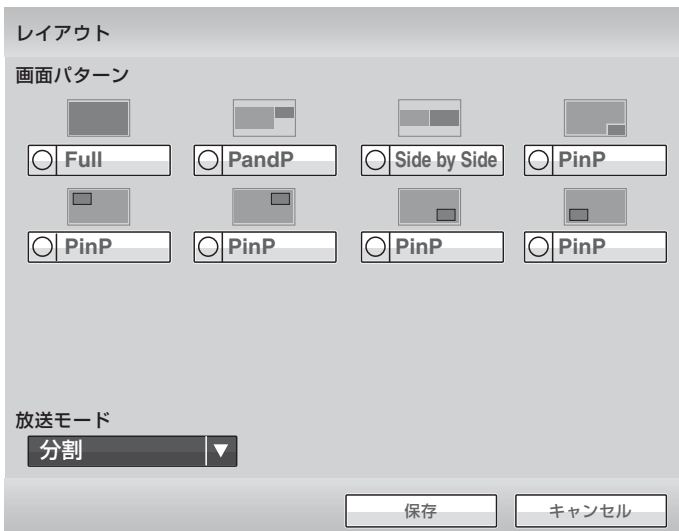 レイアウト
画面パターン
Full PandP Side by Side PinP
PinP PinP PinP PinP
放送モード
分割
保存 キャンセル